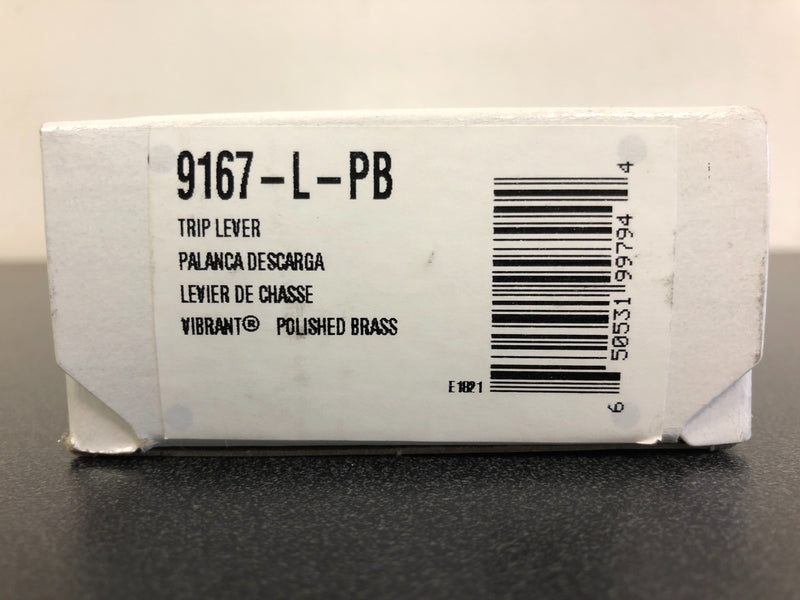 9167-L-PB
TRIP LEVER
PALANCA DESCARGA
LEVIER DE CHASSE
VIBRANT® POLISHED BRASS
E1821
6 50531 99794 4